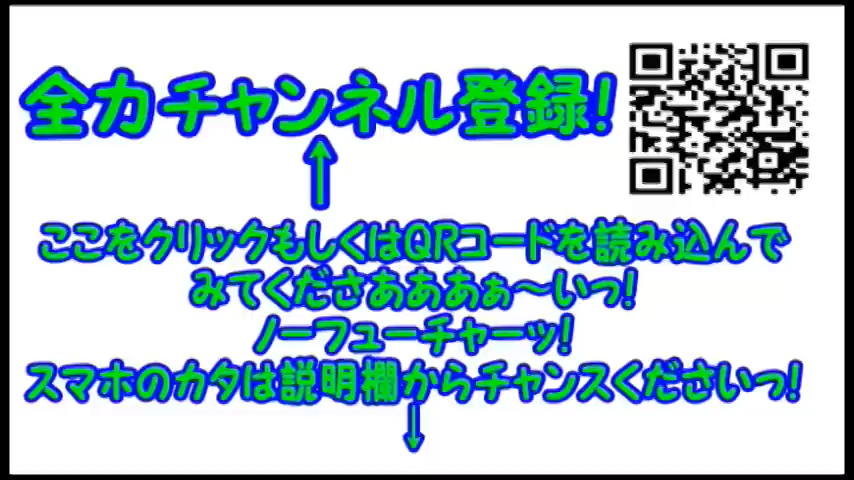 全力チャンネル登録!
↑
ここをクリックもしくはQRコードを読み込んで
みてくださあああぁ～いっ!
ノーフューチャーッ!
スマホのカタは説明欄からチャンスくださいっ!
↓